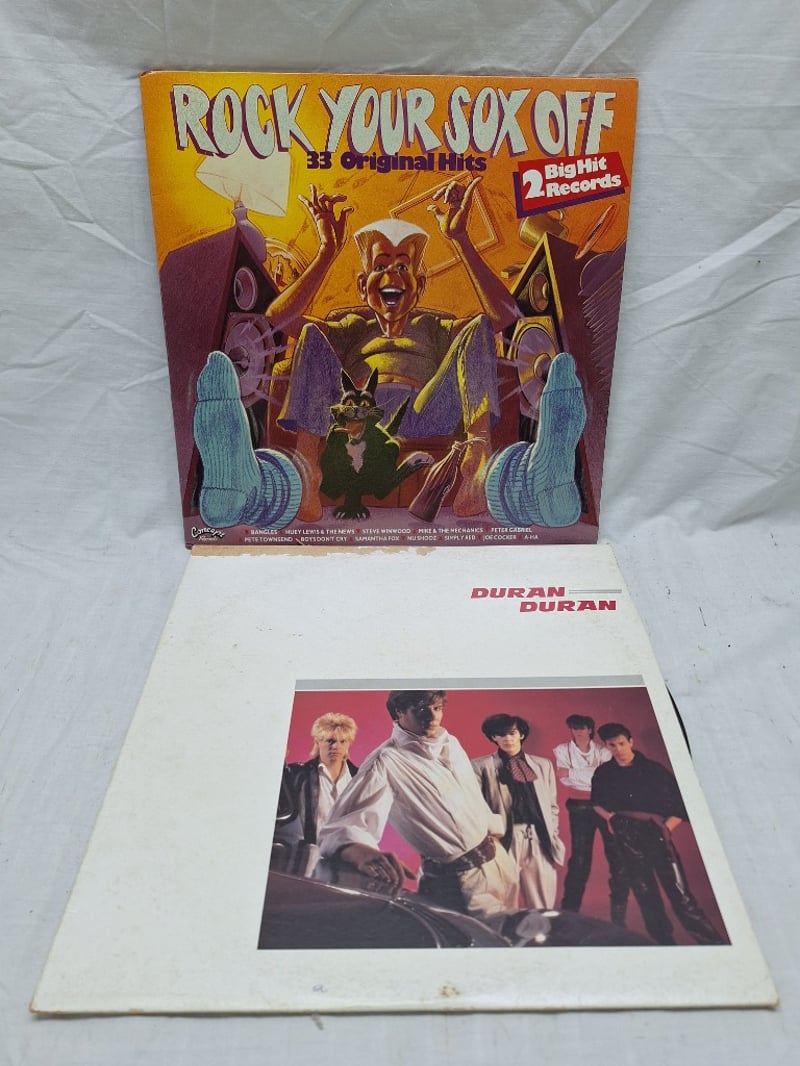 ROCK YOUR SOX OFF
33 Original Hits
2 Big Hit
Records
Concept
Records
BANGLES HUEY LEWIS & THE NEWS STEVE WINWOOD MIKE & THE MECHANICS PETER GABRIEL
PETE TOWNSEND BOYS DON'T CRY SAMANTHA FOX NU SHOOZ SIMPLY RED JOE COCKER A-HA
DURAN
DURAN